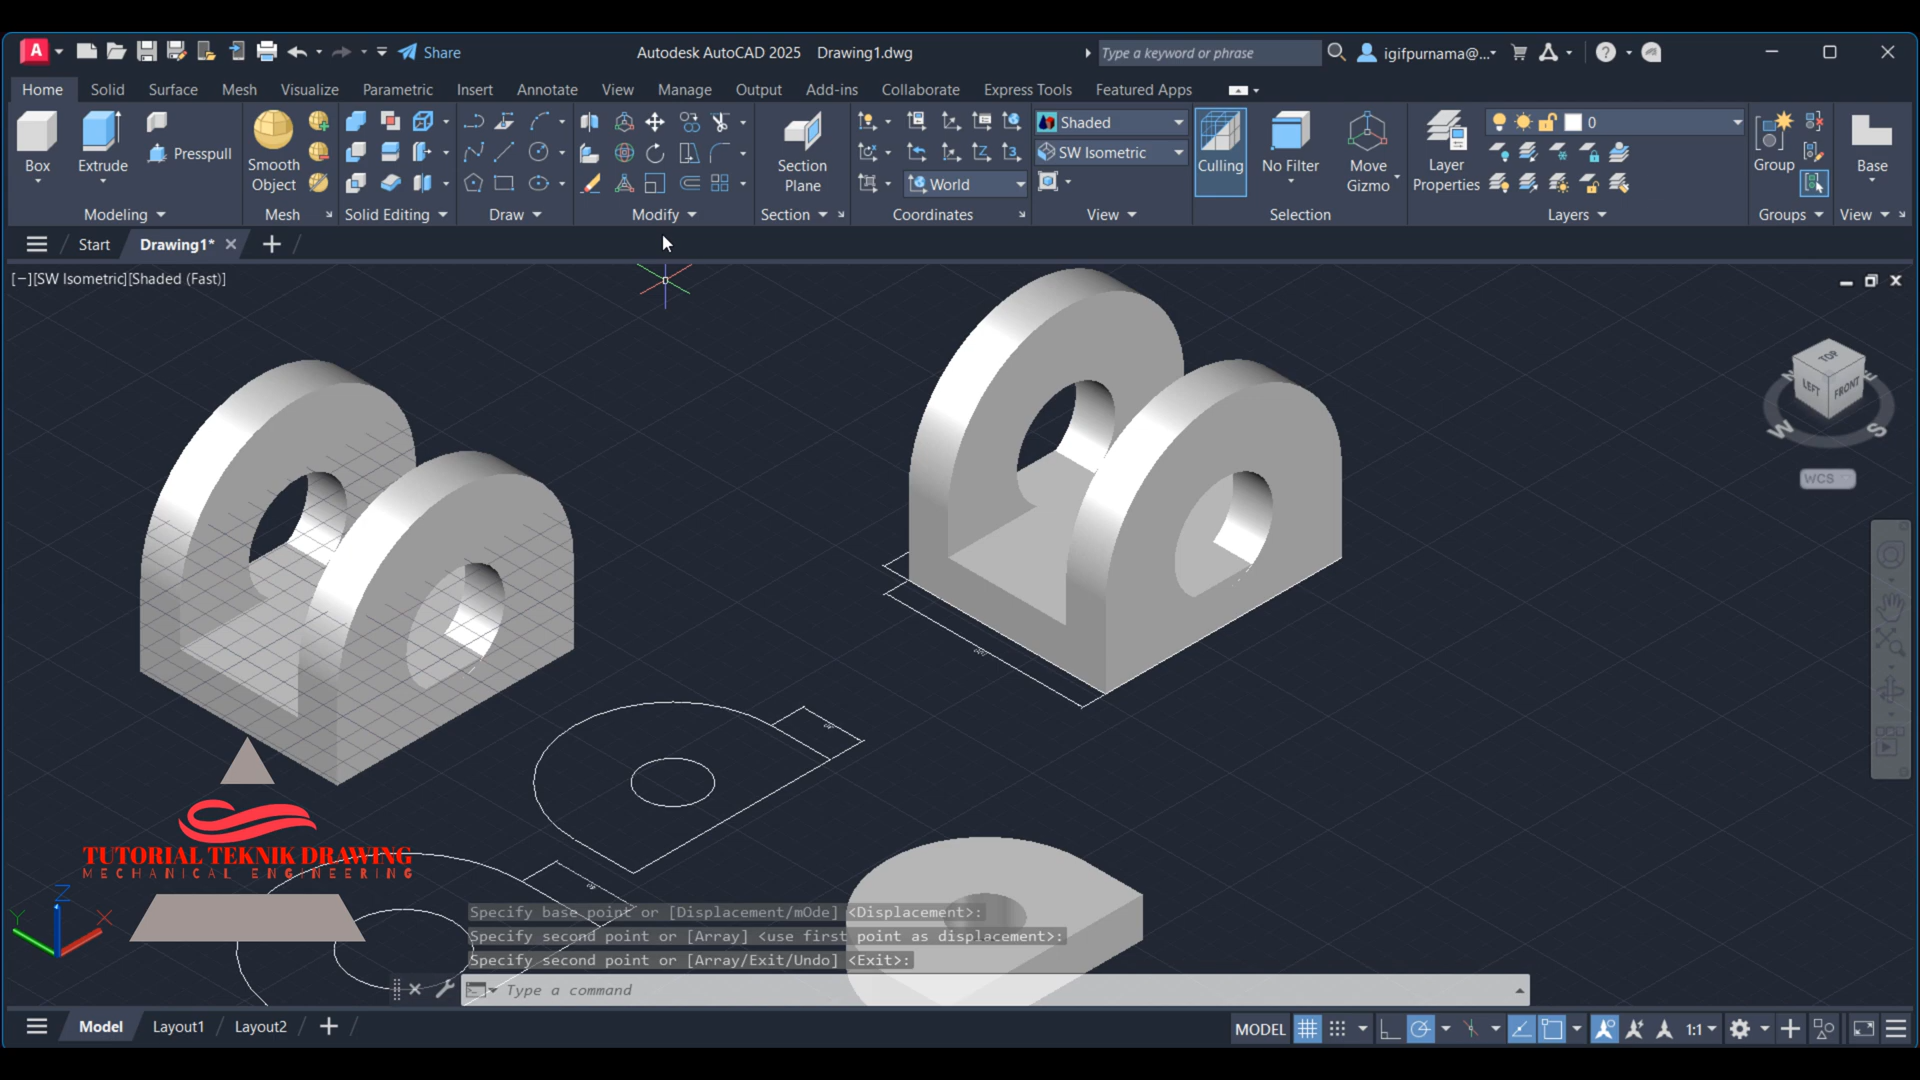 A
Share
Autodesk AutoCAD 2025 Drawing1.dwg
Type a keyword or phrase
igifpurnama@...
?
Home Solid Surface Mesh Visualize Parametric Insert Annotate View Manage Output Add-ins Collaborate Express Tools Featured Apps
Box
Extrude
Presspull
Smooth Object
Section Plane
World
Shaded
SW Isometric
Culling
No Filter
Move Gizmo
Layer Properties
0
Group
Base
Modeling Mesh Solid Editing Draw Modify Section Coordinates View Selection Layers Groups View
Start Drawing1*
[−][SW Isometric][Shaded (Fast)]
TOP
LEFT FRONT
N E
W S
WCS
TUTORIAL TEKNIK DRAWING
MECHANICAL ENGINEERING
Z
Y X
Specify base point or [Displacement/mOde] <Displacement>:
Specify second point or [Array] <use first point as displacement>:
Specify second point or [Array/Exit/Undo] <Exit>:
Type a command
Model Layout1 Layout2
MODEL
1:1